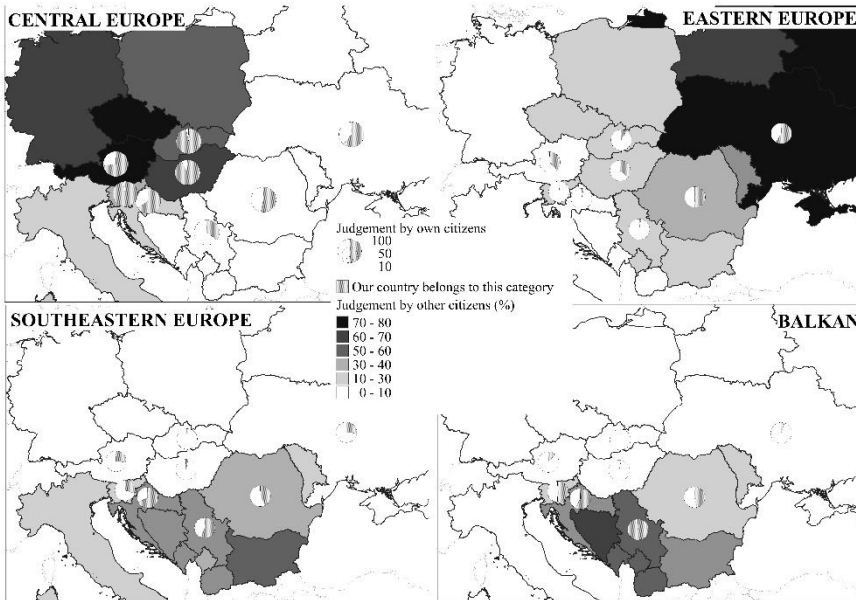 CENTRAL EUROPE
EASTERN EUROPE
Judgement by own citizens
100
50
10
Our country belongs to this category
Judgement by other citizens (%)
70 - 80
60 - 70
50 - 60
30 - 40
10 - 30
0 - 10
SOUTHEASTERN EUROPE
BALKAN